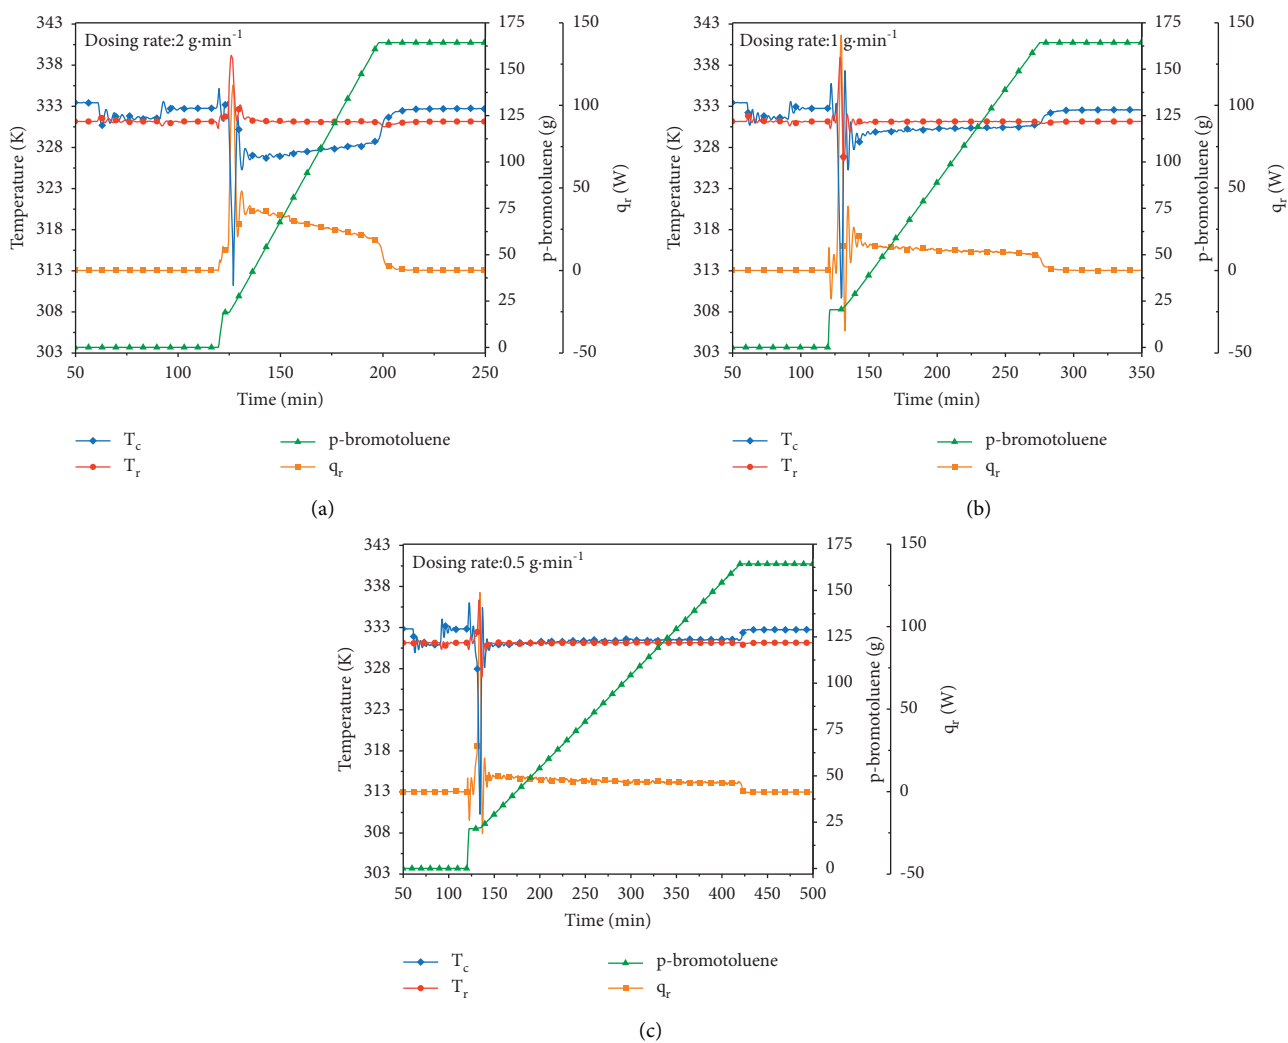 Dosing rate:2 g·min-1
343
338
333
328
323
318
313
308
303
Temperature (K)
50
100
150
200
250
Time (min)
175
150
125
100
75
50
25
0
p-bromotoluene (g)
150
100
50
0
-50
qr (W)
Tc
Tr
p-bromotoluene
qr
(a)
Dosing rate:1 g·min-1
343
338
333
328
323
318
313
308
303
Temperature (K)
50
100
150
200
250
300
350
Time (min)
175
150
125
100
75
50
25
0
p-bromotoluene (g)
150
100
50
0
-50
qr (W)
Tc
Tr
p-bromotoluene
qr
(b)
Dosing rate:0.5 g·min-1
343
338
333
328
323
318
313
308
303
Temperature (K)
50
100
150
200
250
300
350
400
450
500
Time (min)
175
150
125
100
75
50
25
0
p-bromotoluene (g)
150
100
50
0
-50
qr (W)
Tc
Tr
p-bromotoluene
qr
(c)